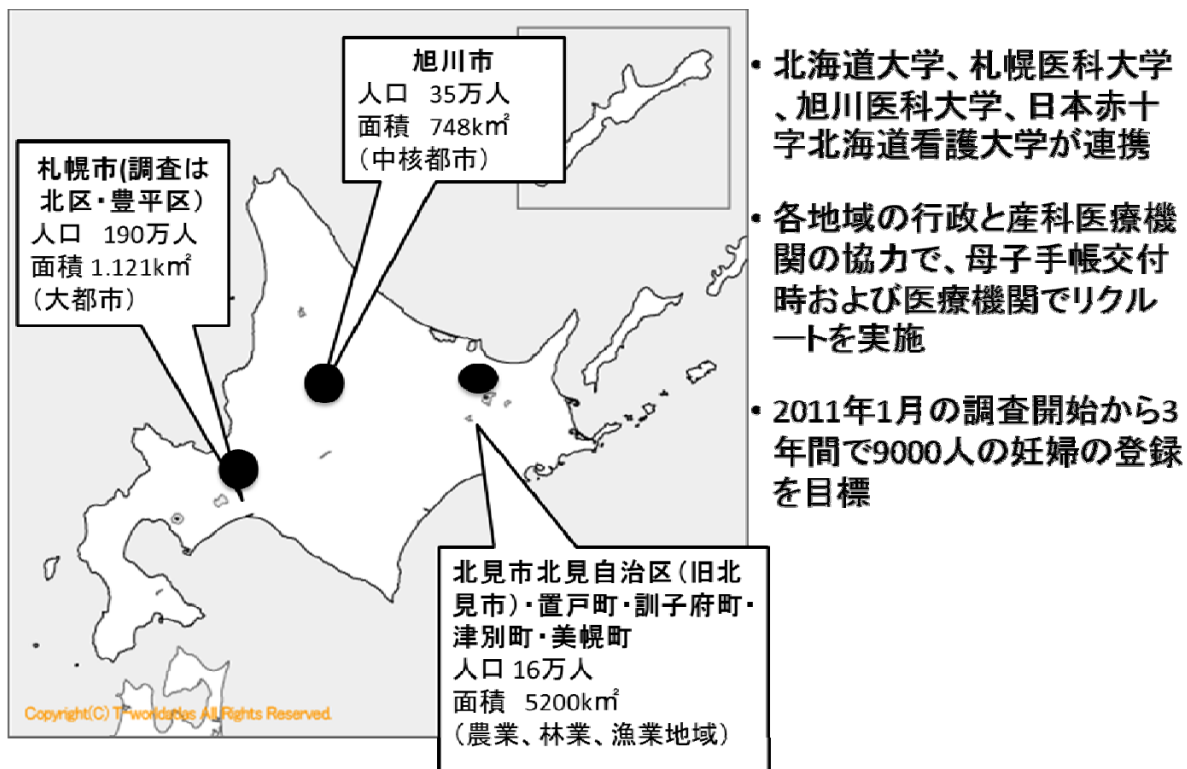 旭川市
人口 35万人
面積 748k㎡
(中核都市)
札幌市(調査は
北区・豊平区)
人口 190万人
面積 1.121k㎡
(大都市)
北見市北見自治区(旧北
見市)・置戸町・訓子府町・
津別町・美幌町
人口 16万人
面積 5200k㎡
(農業、林業、漁業地域)
Copyright(C) T-worldatlas All Rights Reserved.
・北海道大学、札幌医科大学
、旭川医科大学、日本赤十
字北海道看護大学が連携
・各地域の行政と産科医療機
関の協力で、母子手帳交付
時および医療機関でリクル
ートを実施
・2011年1月の調査開始から3
年間で9000人の妊婦の登録
を目標